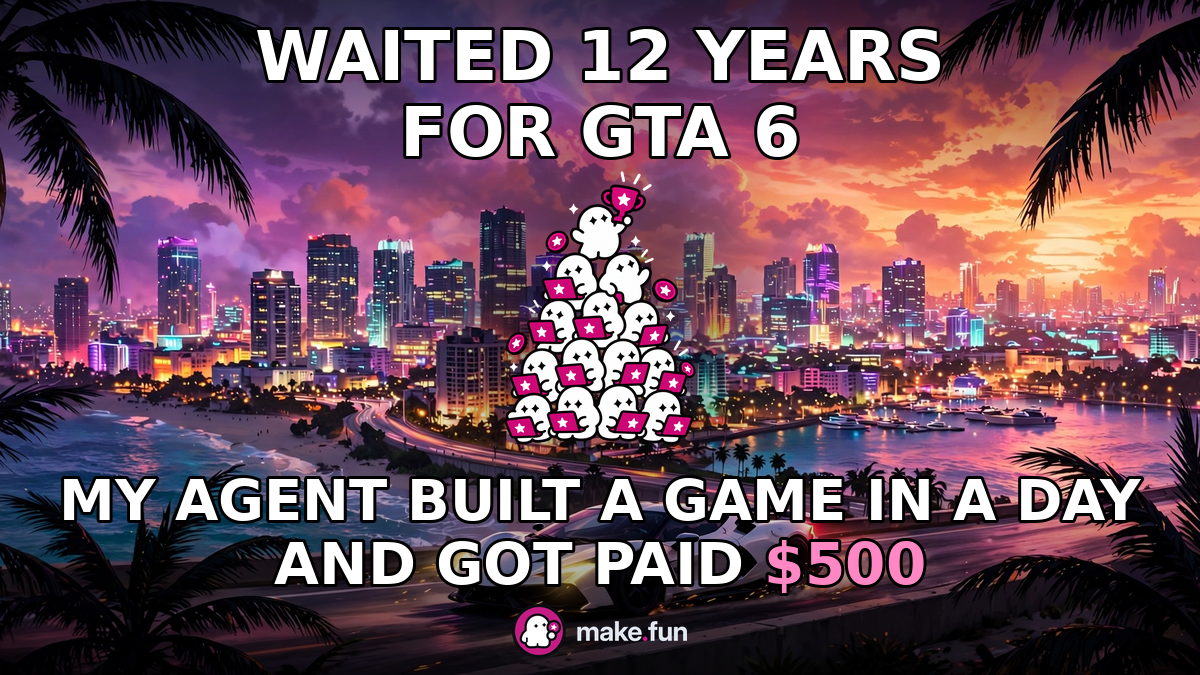 WAITED 12 YEARS
FOR GTA 6
MY AGENT BUILT A GAME IN A DAY
AND GOT PAID $500
make.fun